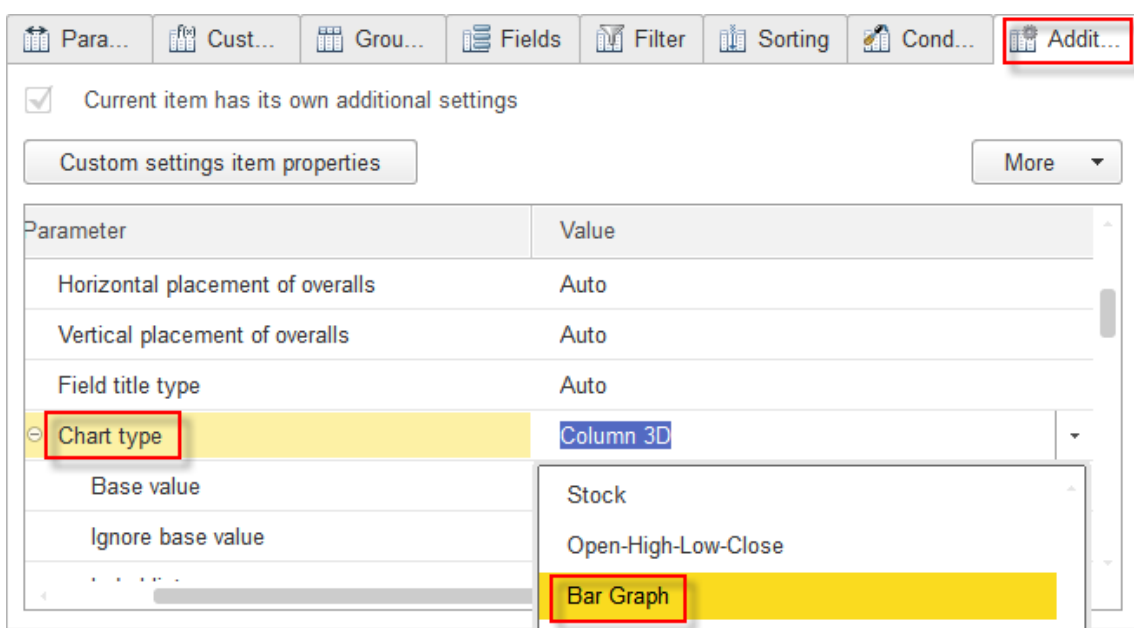 Para... Cust... Grou... Fields Filter Sorting Cond... Addit...
Current item has its own additional settings
Custom settings item properties More
Parameter Value
Horizontal placement of overalls Auto
Vertical placement of overalls Auto
Field title type Auto
Chart type Column 3D
Base value
Stock
Ignore base value
Open-High-Low-Close
Bar Graph